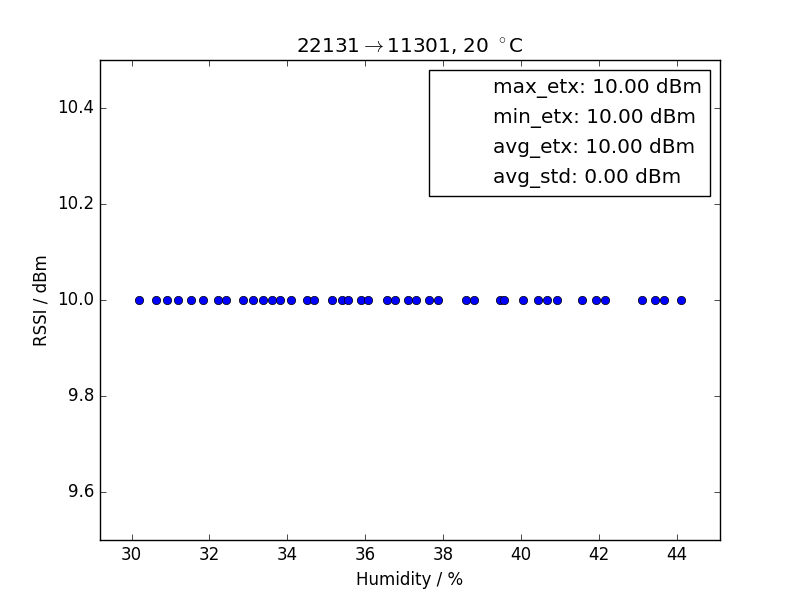 22131→11301, 20 °C
max_etx: 10.00 dBm
min_etx: 10.00 dBm
avg_etx: 10.00 dBm
avg_std: 0.00 dBm
10.4
10.2
10.0
9.8
9.6
RSSI / dBm
30 32 34 36 38 40 42 44
Humidity / %